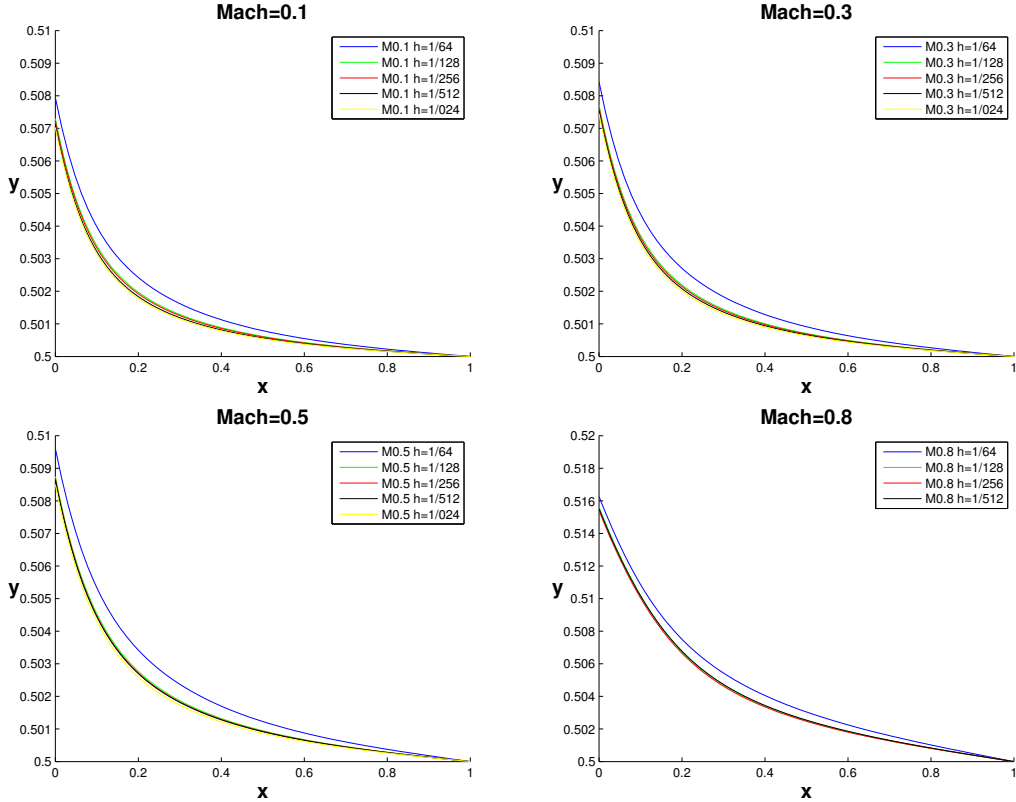 Mach=0.1
0.51
0.509
0.508
0.507
0.506
0.505
0.504
0.503
0.502
0.501
0.5
y
M0.1 h=1/64
M0.1 h=1/128
M0.1 h=1/256
M0.1 h=1/512
M0.1 h=1/024
0 0.2 0.4 0.6 0.8 1
x
Mach=0.3
0.51
0.509
0.508
0.507
0.506
0.505
0.504
0.503
0.502
0.501
0.5
y
M0.3 h=1/64
M0.3 h=1/128
M0.3 h=1/256
M0.3 h=1/512
M0.3 h=1/024
0 0.2 0.4 0.6 0.8 1
x
Mach=0.5
0.51
0.509
0.508
0.507
0.506
0.505
0.504
0.503
0.502
0.501
0.5
y
M0.5 h=1/64
M0.5 h=1/128
M0.5 h=1/256
M0.5 h=1/512
M0.5 h=1/024
0 0.2 0.4 0.6 0.8 1
x
Mach=0.8
0.52
0.518
0.516
0.514
0.512
0.51
0.508
0.506
0.504
0.502
0.5
y
M0.8 h=1/64
M0.8 h=1/128
M0.8 h=1/256
M0.8 h=1/512
0 0.2 0.4 0.6 0.8 1
x